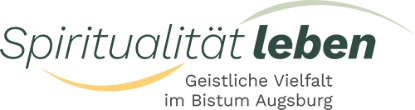 Spiritualität leben
Geistliche Vielfalt
im Bistum Augsburg